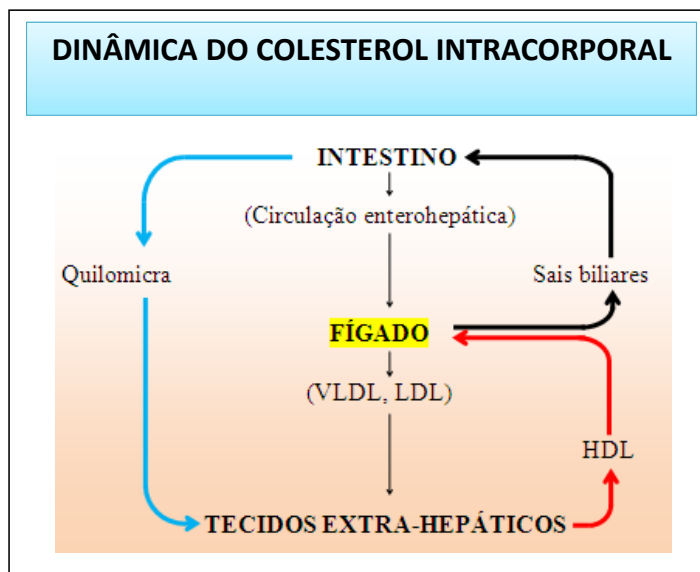 DINÂMICA DO COLESTEROL INTRACORPORAL
INTESTINO
(Circulação enterohepática)
Quilomicra
Sais biliares
FÍGADO
(VLDL, LDL)
HDL
TECIDOS EXTRA-HEPÁTICOS